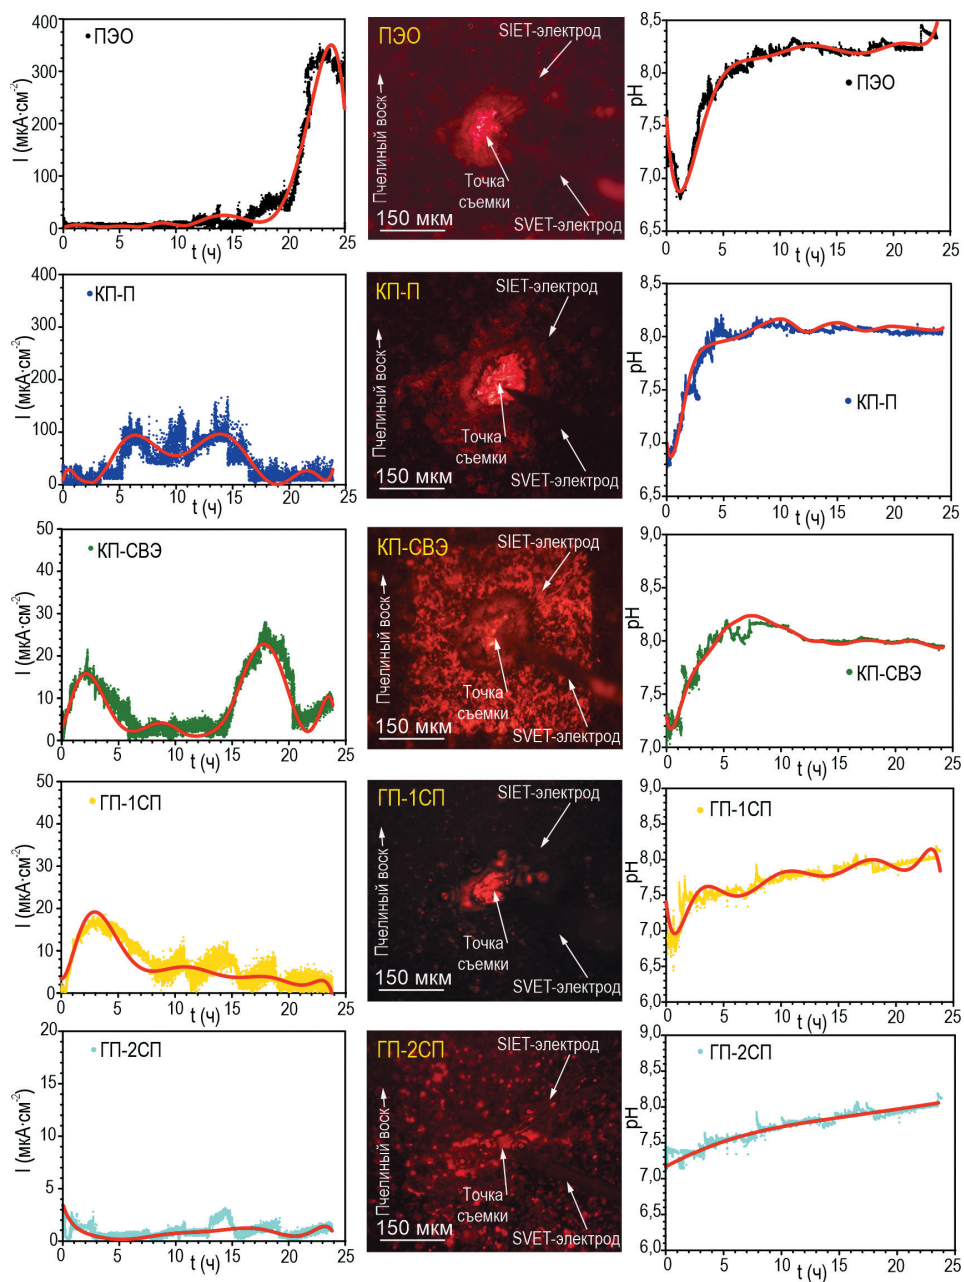 I (мкА·см⁻²)
400
300
200
100
0
ПЭО
0 5 10 15 20 25
t (ч)
ПЭО
SIET-электрод
Пчелиный воск
Точка
съемки
150 мкм
SVET-электрод
pH
8,5
8,0
7,5
7,0
6,5
ПЭО
0 5 10 15 20 25
t (ч)
I (мкА·см⁻²)
400
300
200
100
0
КП-П
0 5 10 15 20 25
t (ч)
КП-П
SIET-электрод
Пчелиный воск
Точка
съемки
150 мкм
SVET-электрод
pH
8,5
8,0
7,5
7,0
6,5
КП-П
0 5 10 15 20 25
t (ч)
I (мкА·см⁻²)
50
40
30
20
10
0
КП-СВЭ
0 5 10 15 20 25
t (ч)
КП-СВЭ
SIET-электрод
Пчелиный воск
Точка
съемки
150 мкм
SVET-электрод
pH
9,0
8,5
8,0
7,5
7,0
КП-СВЭ
0 5 10 15 20 25
t (ч)
I (мкА·см⁻²)
50
40
30
20
10
0
ГП-1СП
0 5 10 15 20 25
t (ч)
ГП-1СП
SIET-электрод
Пчелиный воск
Точка
съемки
150 мкм
SVET-электрод
pH
9,0
8,5
8,0
7,5
7,0
6,5
6,0
ГП-1СП
0 5 10 15 20 25
t (ч)
I (мкА·см⁻²)
20
15
10
5
0
ГП-2СП
0 5 10 15 20 25
t (ч)
ГП-2СП
SIET-электрод
Пчелиный воск
Точка
съемки
150 мкм
SVET-электрод
pH
9,0
8,5
8,0
7,5
7,0
6,5
6,0
ГП-2СП
0 5 10 15 20 25
t (ч)